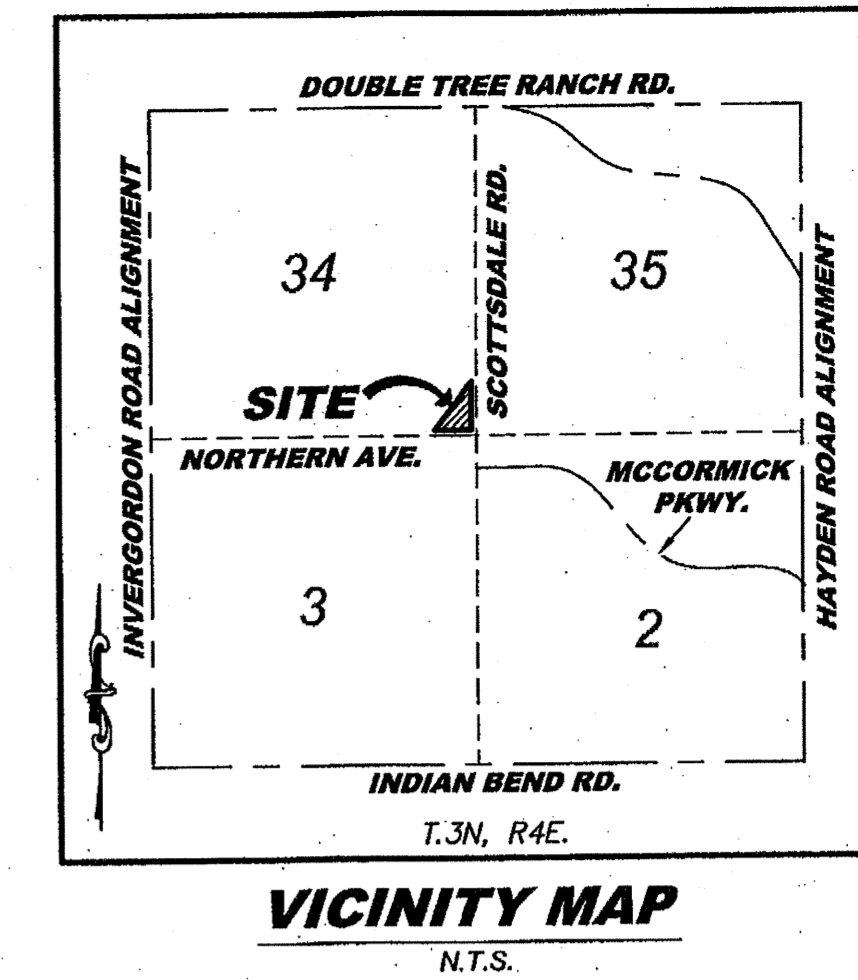 DOUBLE TREE RANCH RD.
INVERGORDON ROAD ALIGNMENT
34
SCOTTSDALE RD.
35
HAYDEN ROAD ALIGNMENT
SITE
NORTHERN AVE.
MCCORMICK
PKWY.
3
2
INDIAN BEND RD.
T.3N, R4E.
VICINITY MAP
N.T.S.